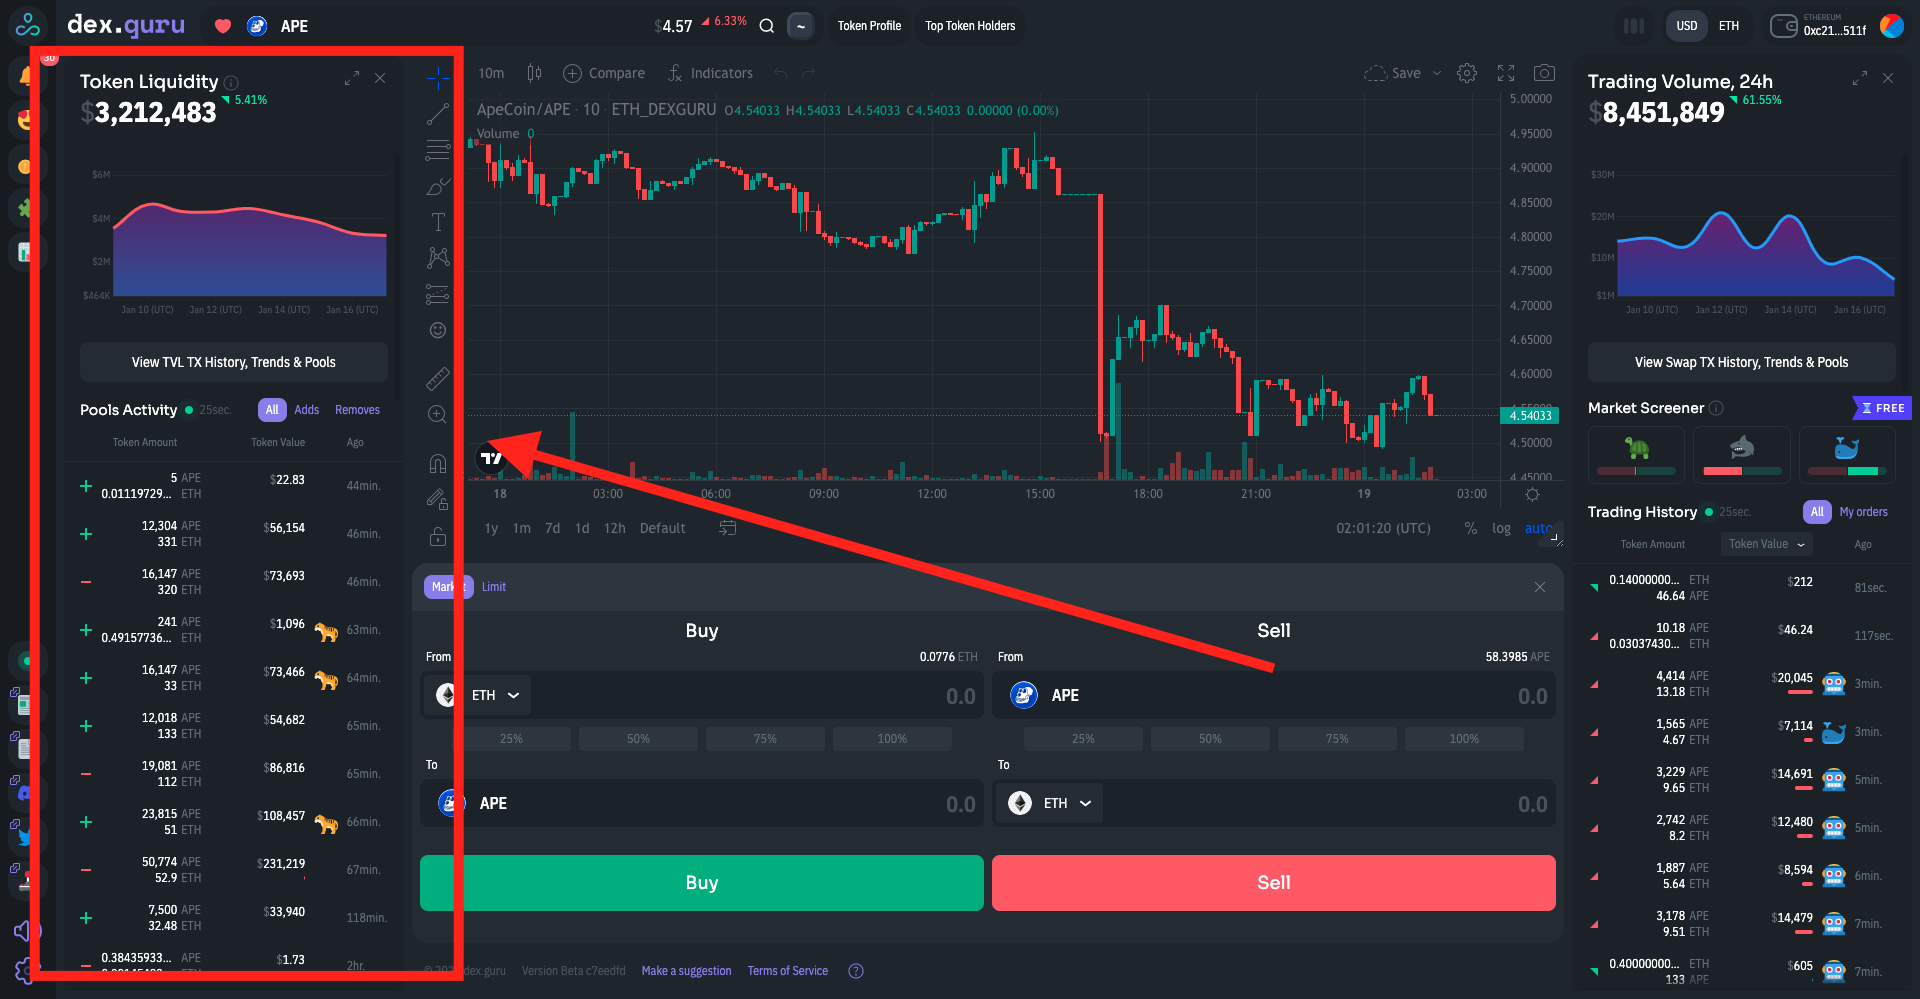 dex.guru
APE
$4.57
6.33%
~
Token Profile
Top Token Holders
USD
ETH
ETHEREUM
0xc21...511f
30
Token Liquidity
$3,212,483
5.41%
$6M
$4M
$2M
$464K
Jan 10 (UTC)
Jan 12 (UTC)
Jan 14 (UTC)
Jan 16 (UTC)
View TVL TX History, Trends & Pools
Pools Activity
25sec.
All
Adds
Removes
Token Amount
Token Value
Ago
5 APE
0.01119729... ETH
$22.83
44min.
12,304 APE
331 ETH
$56,154
46min.
16,147 APE
320 ETH
$73,693
46min.
241 APE
0.49157736... ETH
$1,096
63min.
16,147 APE
33 ETH
$73,466
64min.
12,018 APE
133 ETH
$54,682
65min.
19,081 APE
112 ETH
$86,816
65min.
23,815 APE
51 ETH
$108,457
66min.
50,774 APE
52.9 ETH
$231,219
67min.
7,500 APE
32.48 ETH
$33,940
118min.
0.38435933... APE
ETH
$1.73
2hr.
10m
Compare
Indicators
Save
ApeCoin/APE · 10 · ETH_DEXGURU O4.54033 H4.54033 L4.54033 C4.54033 0.00000 (0.00%)
Volume 0
5.00000
4.95000
4.90000
4.85000
4.80000
4.75000
4.70000
4.65000
4.60000
4.54033
4.50000
4.45000
18
03:00
06:00
09:00
12:00
15:00
18:00
21:00
19
03:00
1y
1m
7d
1d
12h
Default
02:01:20 (UTC)
%
log
auto
Market
Limit
Buy
From
0.0776 ETH
ETH
0.0
25%
50%
75%
100%
To
APE
0.0
Buy
Sell
From
58.3985 APE
APE
0.0
25%
50%
75%
100%
To
ETH
0.0
Sell
dex.guru
Version Beta c7eedfd
Make a suggestion
Terms of Service
?
Trading Volume, 24h
$8,451,849
61.55%
$30M
$20M
$10M
$1M
Jan 10 (UTC)
Jan 12 (UTC)
Jan 14 (UTC)
Jan 16 (UTC)
View Swap TX History, Trends & Pools
Market Screener
FREE
Trading History
25sec.
All
My orders
Token Amount
Token Value
Ago
0.14000000... ETH
46.64 APE
$212
81sec.
10.18 APE
0.03037430... ETH
$46.24
117sec.
4,414 APE
13.18 ETH
$20,045
3min.
1,565 APE
4.67 ETH
$7,114
3min.
3,229 APE
9.65 ETH
$14,691
5min.
2,742 APE
8.2 ETH
$12,480
5min.
1,887 APE
5.64 ETH
$8,594
6min.
3,178 APE
9.51 ETH
$14,479
7min.
0.40000000... ETH
133 APE
$605
7min.